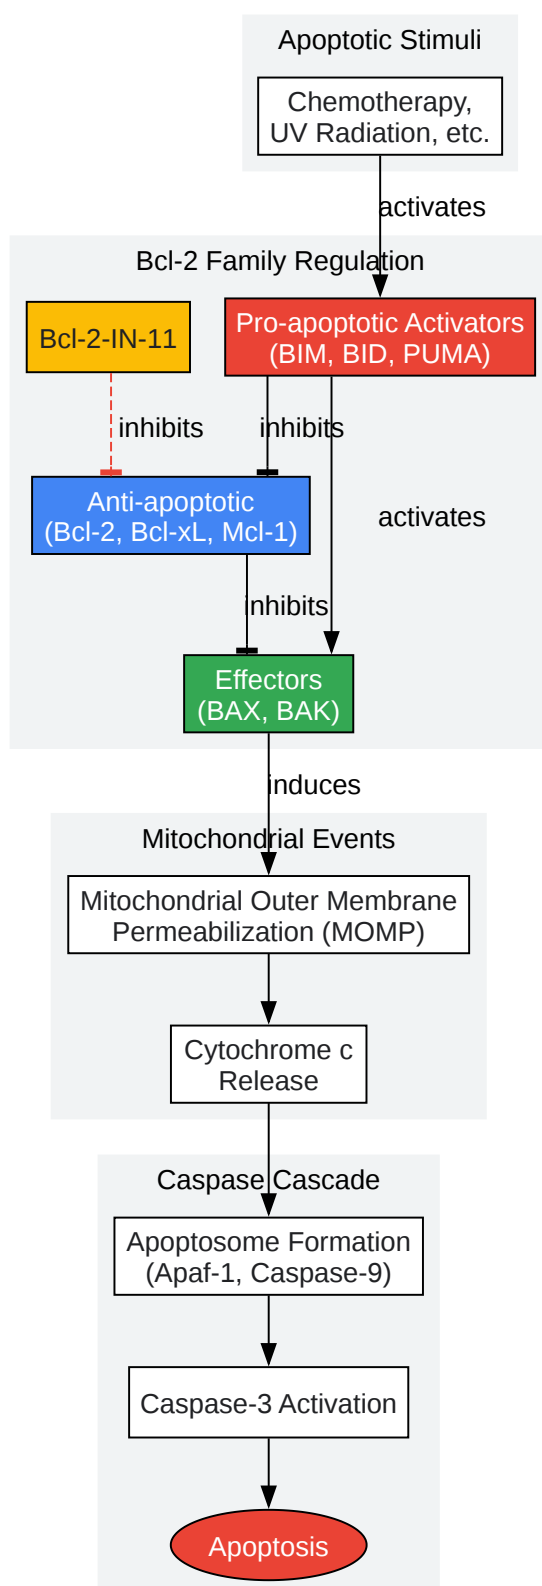 Apoptotic Stimuli
Chemotherapy,
UV Radiation, etc.
activates
Bcl-2 Family Regulation
Bcl-2-IN-11
Pro-apoptotic Activators
(BIM, BID, PUMA)
inhibits
inhibits
Anti-apoptotic
(Bcl-2, Bcl-xL, Mcl-1)
activates
inhibits
Effectors
(BAX, BAK)
induces
Mitochondrial Events
Mitochondrial Outer Membrane
Permeabilization (MOMP)
Cytochrome c
Release
Caspase Cascade
Apoptosome Formation
(Apaf-1, Caspase-9)
Caspase-3 Activation
Apoptosis